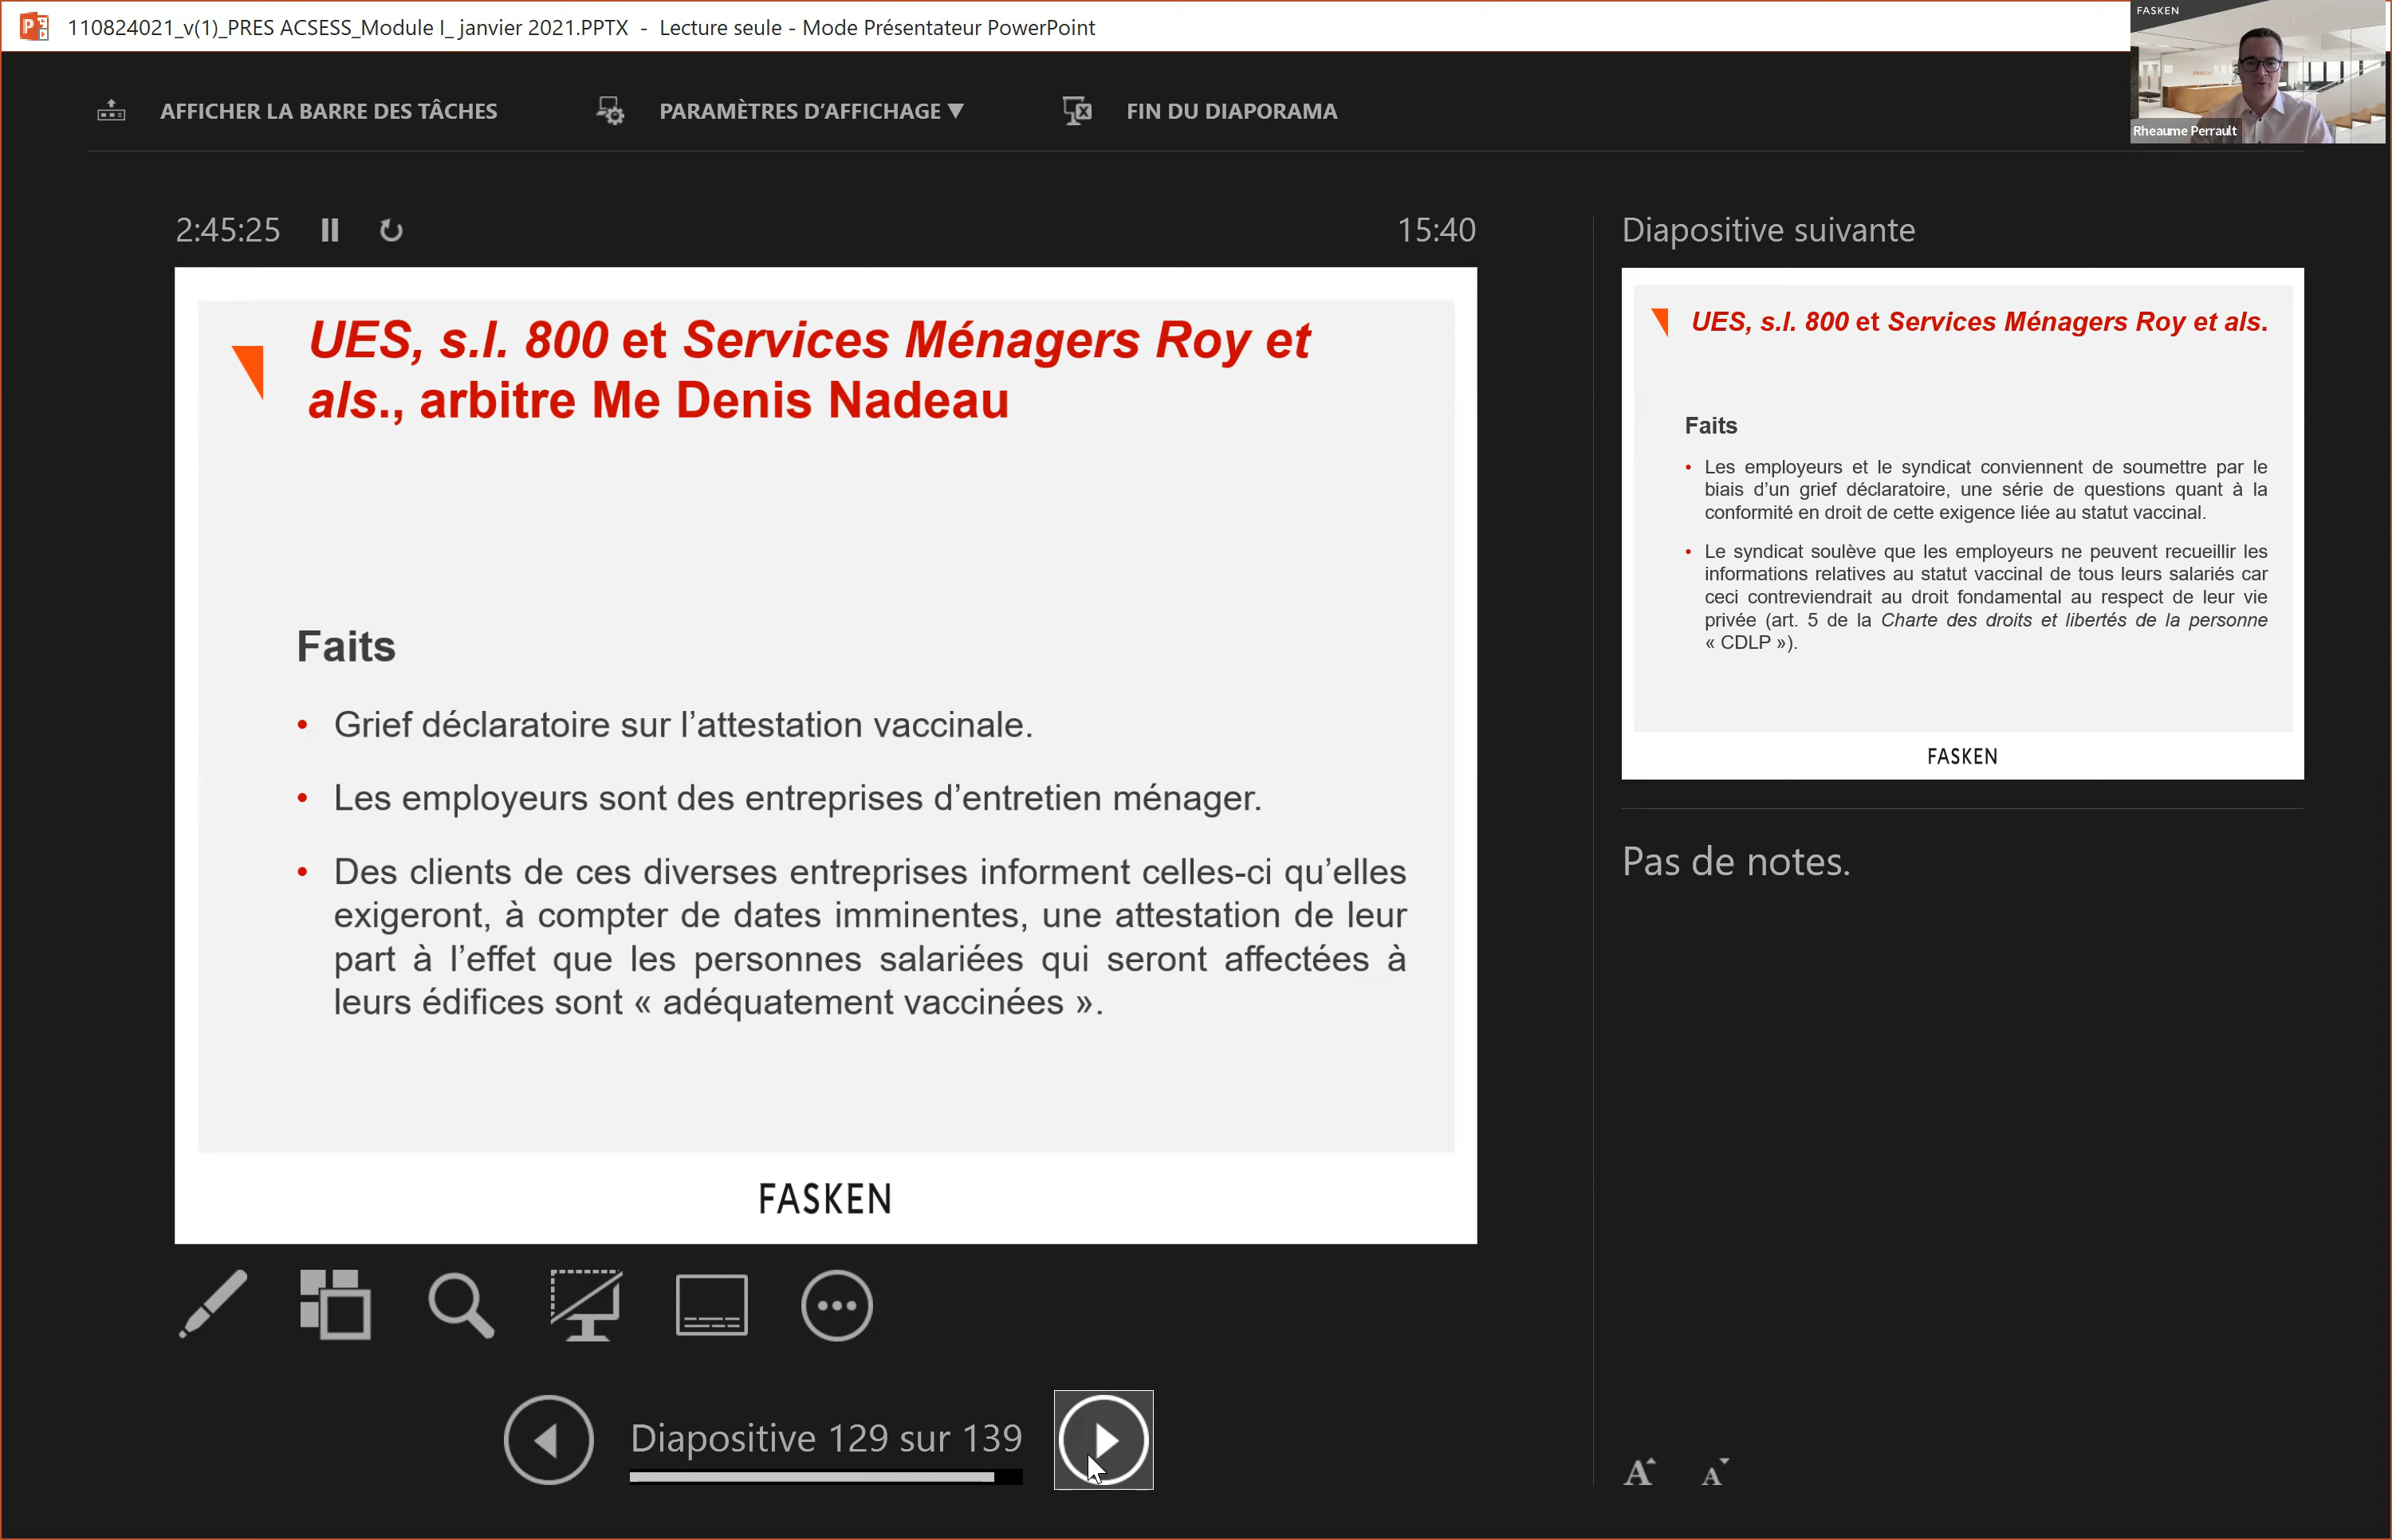 110824021_v(1)_PRES ACSESS_Module I_ janvier 2021.PPTX - Lecture seule - Mode Présentateur PowerPoint
FASKEN
Rheaume Perrault
AFFICHER LA BARRE DES TÂCHES
PARAMÈTRES D'AFFICHAGE
FIN DU DIAPORAMA
2:45:25
15:40
UES, s.l. 800 et Services Ménagers Roy et
als., arbitre Me Denis Nadeau
Faits
• Grief déclaratoire sur l'attestation vaccinale.
• Les employeurs sont des entreprises d'entretien ménager.
• Des clients de ces diverses entreprises informent celles-ci qu'elles
exigeront, à compter de dates imminentes, une attestation de leur
part à l'effet que les personnes salariées qui seront affectées à
leurs édifices sont « adéquatement vaccinées ».
FASKEN
Diapositive 129 sur 139
Diapositive suivante
UES, s.l. 800 et Services Ménagers Roy et als.
Faits
• Les employeurs et le syndicat conviennent de soumettre par le
biais d'un grief déclaratoire, une série de questions quant à la
conformité en droit de cette exigence liée au statut vaccinal.
• Le syndicat soulève que les employeurs ne peuvent recueillir les
informations relatives au statut vaccinal de tous leurs salariés car
ceci contreviendrait au droit fondamental au respect de leur vie
privée (art. 5 de la Charte des droits et libertés de la personne
« CDLP »).
FASKEN
Pas de notes.
A A